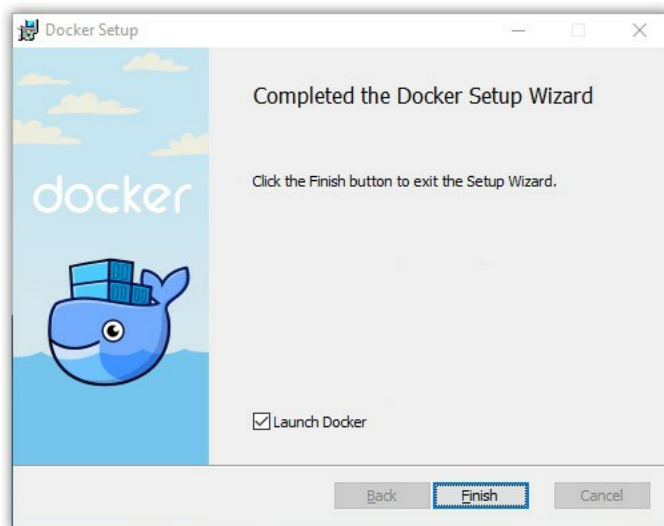 Docker Setup
Completed the Docker Setup Wizard
Click the Finish button to exit the Setup Wizard.
docker
Launch Docker
Back
Finish
Cancel